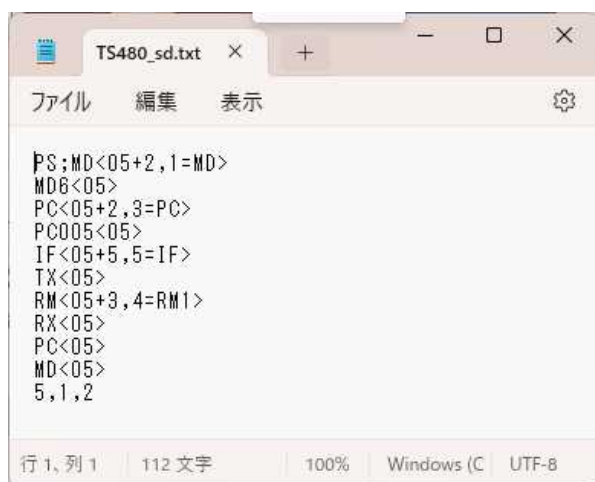 TS480_sd.txt
ファイル 編集 表示
PS;MD<05+2,1=MD>
MD6<05>
PC<05+2,3=PC>
PC005<05>
IF<05+5,5=IF>
TX<05>
RM<05+3,4=RM1>
RX<05>
PC<05>
MD<05>
5,1,2
行 1、列 1 112 文字 100% Windows (C UTF-8